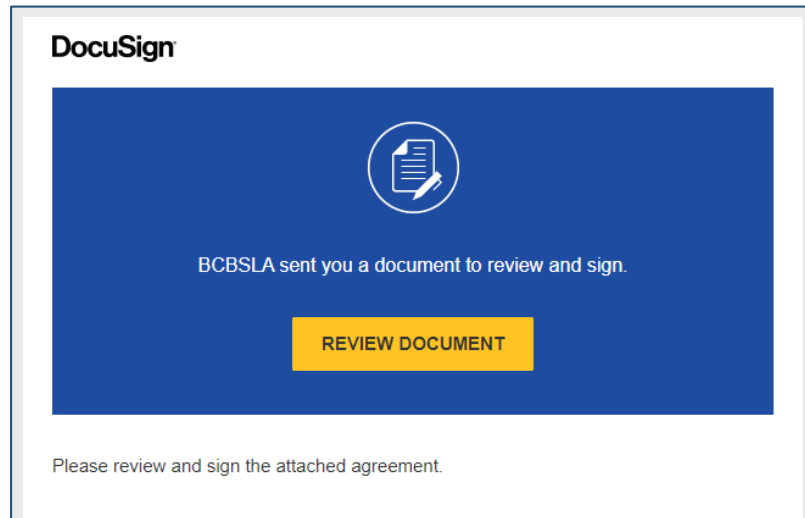 DocuSign
BCBSLA sent you a document to review and sign.
REVIEW DOCUMENT
Please review and sign the attached agreement.